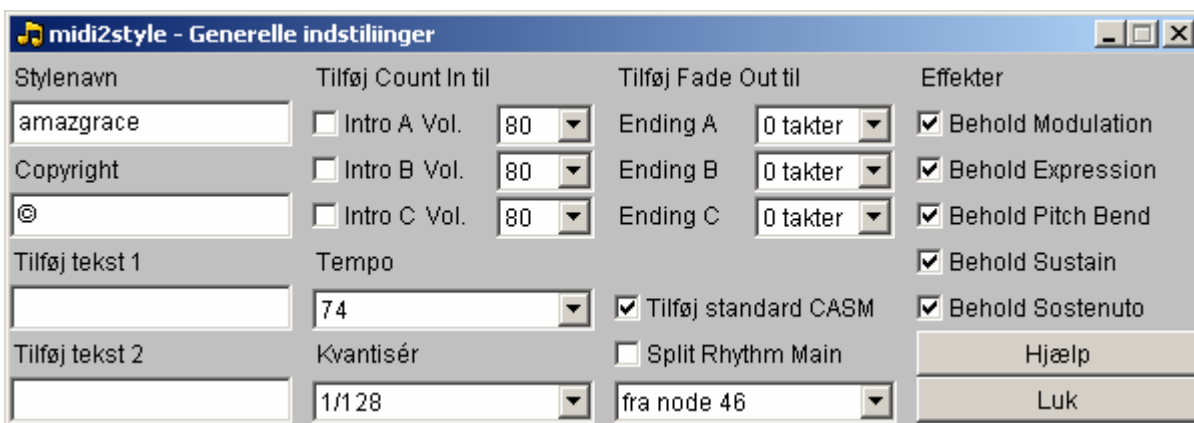 midi2style - Generelle indstiliinger
Stylenavn Tilføj Count In til Tilføj Fade Out til Effekter
amazgrace Intro A Vol. 80 Ending A 0 takter Behold Modulation
Copyright Intro B Vol. 80 Ending B 0 takter Behold Expression
© Intro C Vol. 80 Ending C 0 takter Behold Pitch Bend
Tilføj tekst 1 Tempo Behold Sustain
74 Tilføj standard CASM Behold Sostenuto
Tilføj tekst 2 Kvantisér Split Rhythm Main Hjælp
1/128 fra node 46 Luk